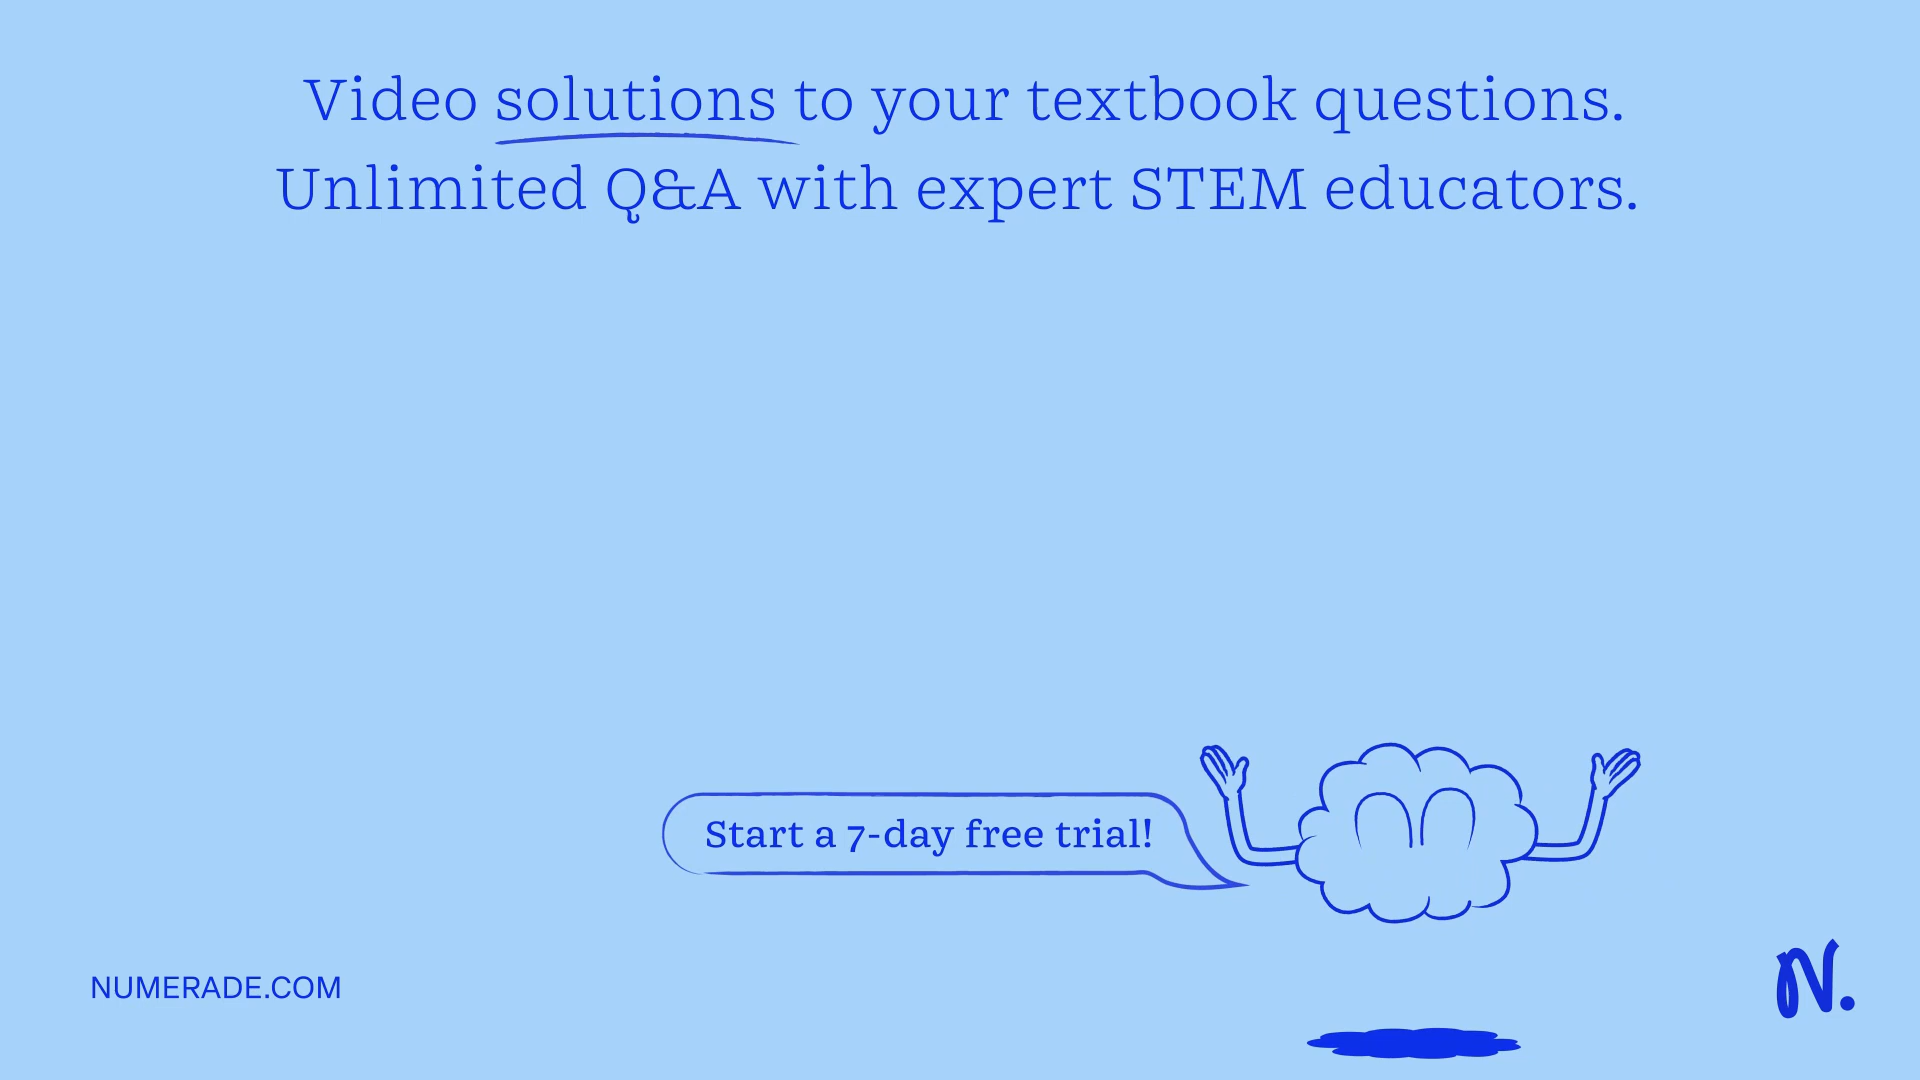 Video solutions to your textbook questions.
Unlimited Q&A with expert STEM educators.
Start a 7-day free trial!
NUMERADE.COM
N.